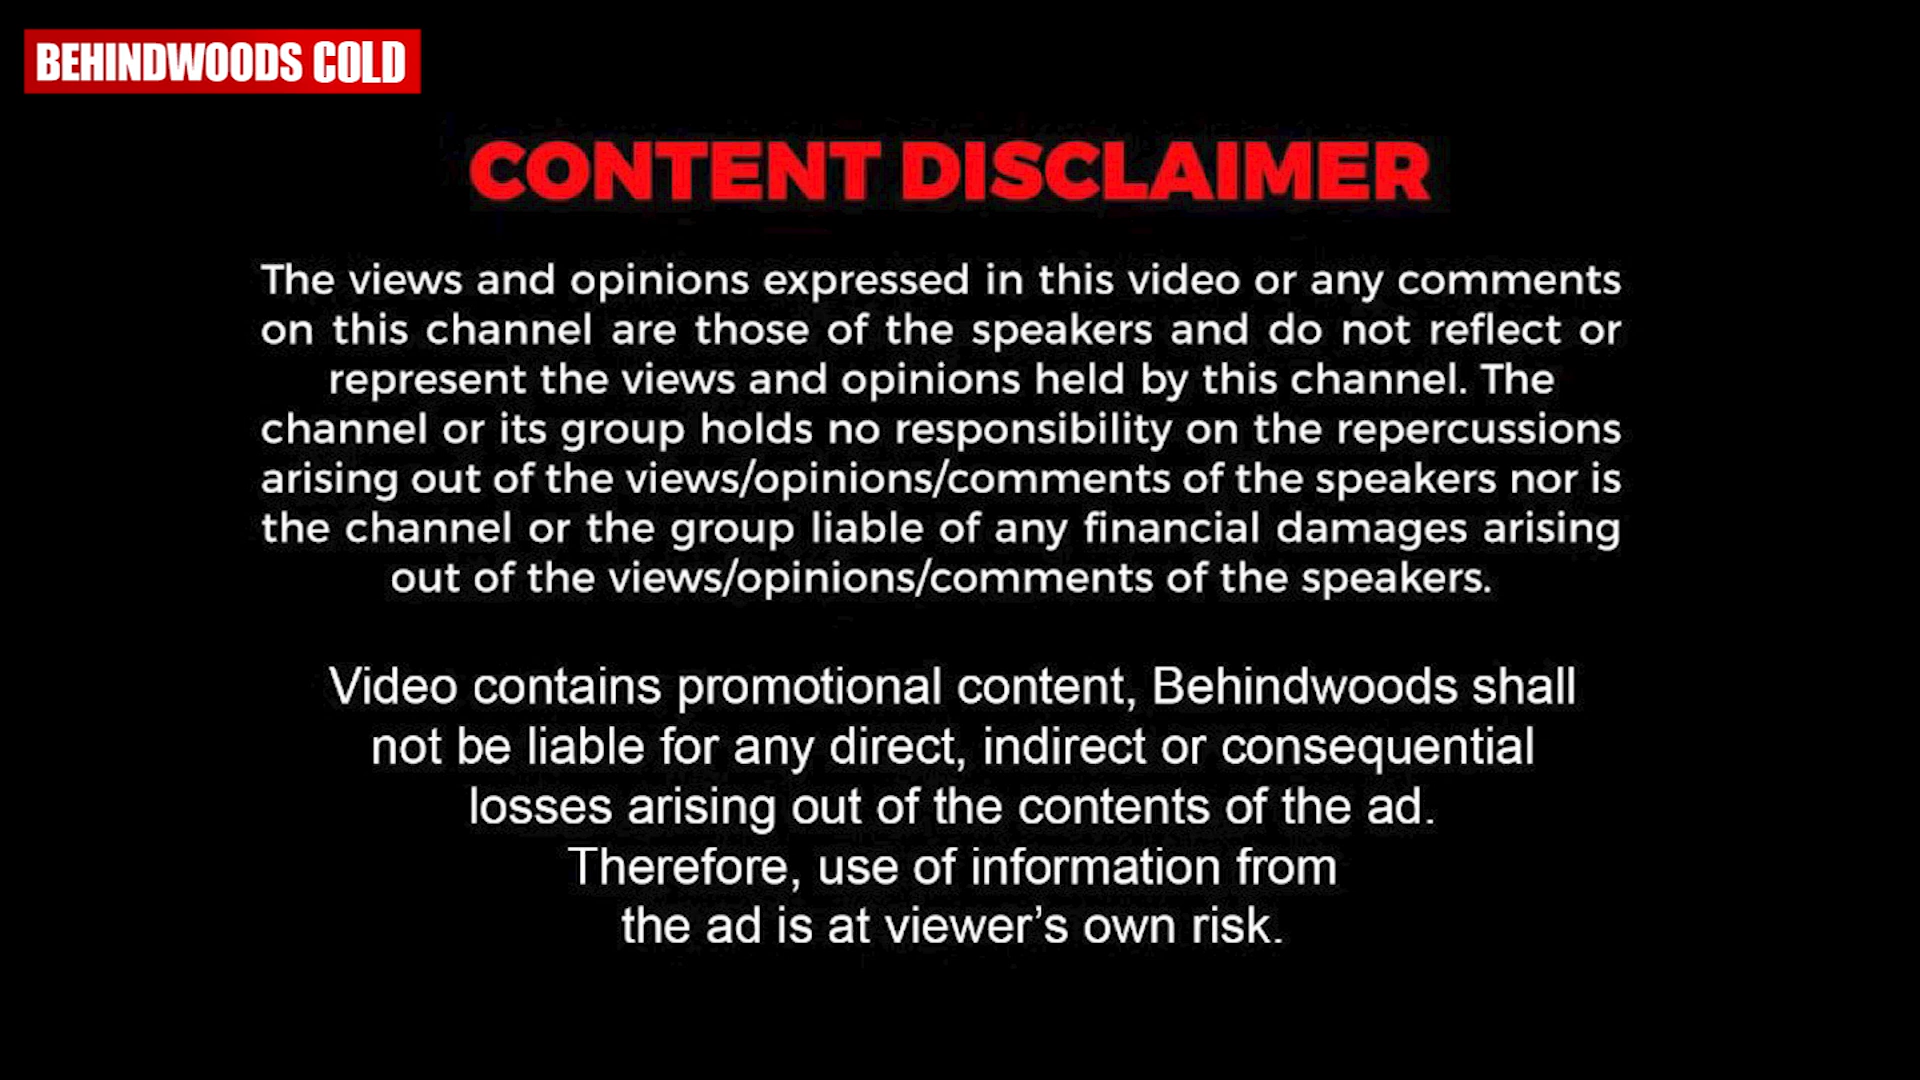 BEHINDWOODS COLD
CONTENT DISCLAIMER
The views and opinions expressed in this video or any comments
on this channel are those of the speakers and do not reflect or
represent the views and opinions held by this channel. The
channel or its group holds no responsibility on the repercussions
arising out of the views/opinions/comments of the speakers nor is
the channel or the group liable of any financial damages arising
out of the views/opinions/comments of the speakers.
Video contains promotional content, Behindwoods shall
not be liable for any direct, indirect or consequential
losses arising out of the contents of the ad.
Therefore, use of information from
the ad is at viewer’s own risk.